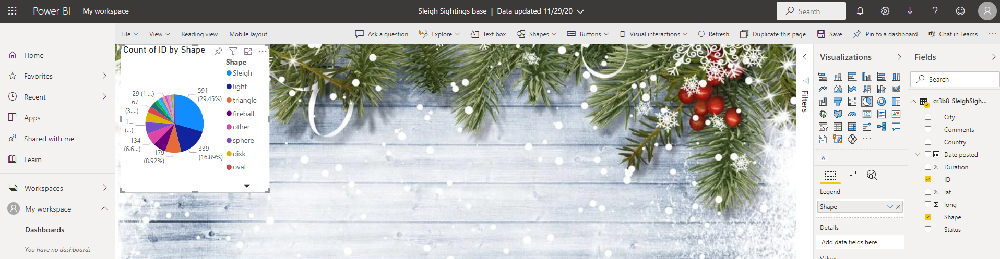 Power BI My workspace Sleigh Sightings base | Data updated 11/29/20 Search
File View Reading view Mobile layout Ask a question Explore Text box Shapes Buttons Visual interactions Refresh Duplicate this page Save Pin to a dashboard Chat in Teams ...
Home
Favorites
Recent
Apps
Shared with me
Learn
Workspaces
My workspace
Dashboards
You have no dashboards
Count of ID by Shape
Shape
Sleigh
light
triangle
fireball
other
sphere
disk
oval
591
(29.45%)
339
(16.89%)
179
(8.92%)
134
(6.6...)
1...
(...)
67
(3....)
29 (1....)
Filters
Visualizations
123
W
Legend
Shape
Details
Add data fields here
Values
Fields
Search
cr3b8_SleighSigh...
City
Comments
Country
Date posted
Σ Duration
ID
Σ lat
Σ long
Shape
Status